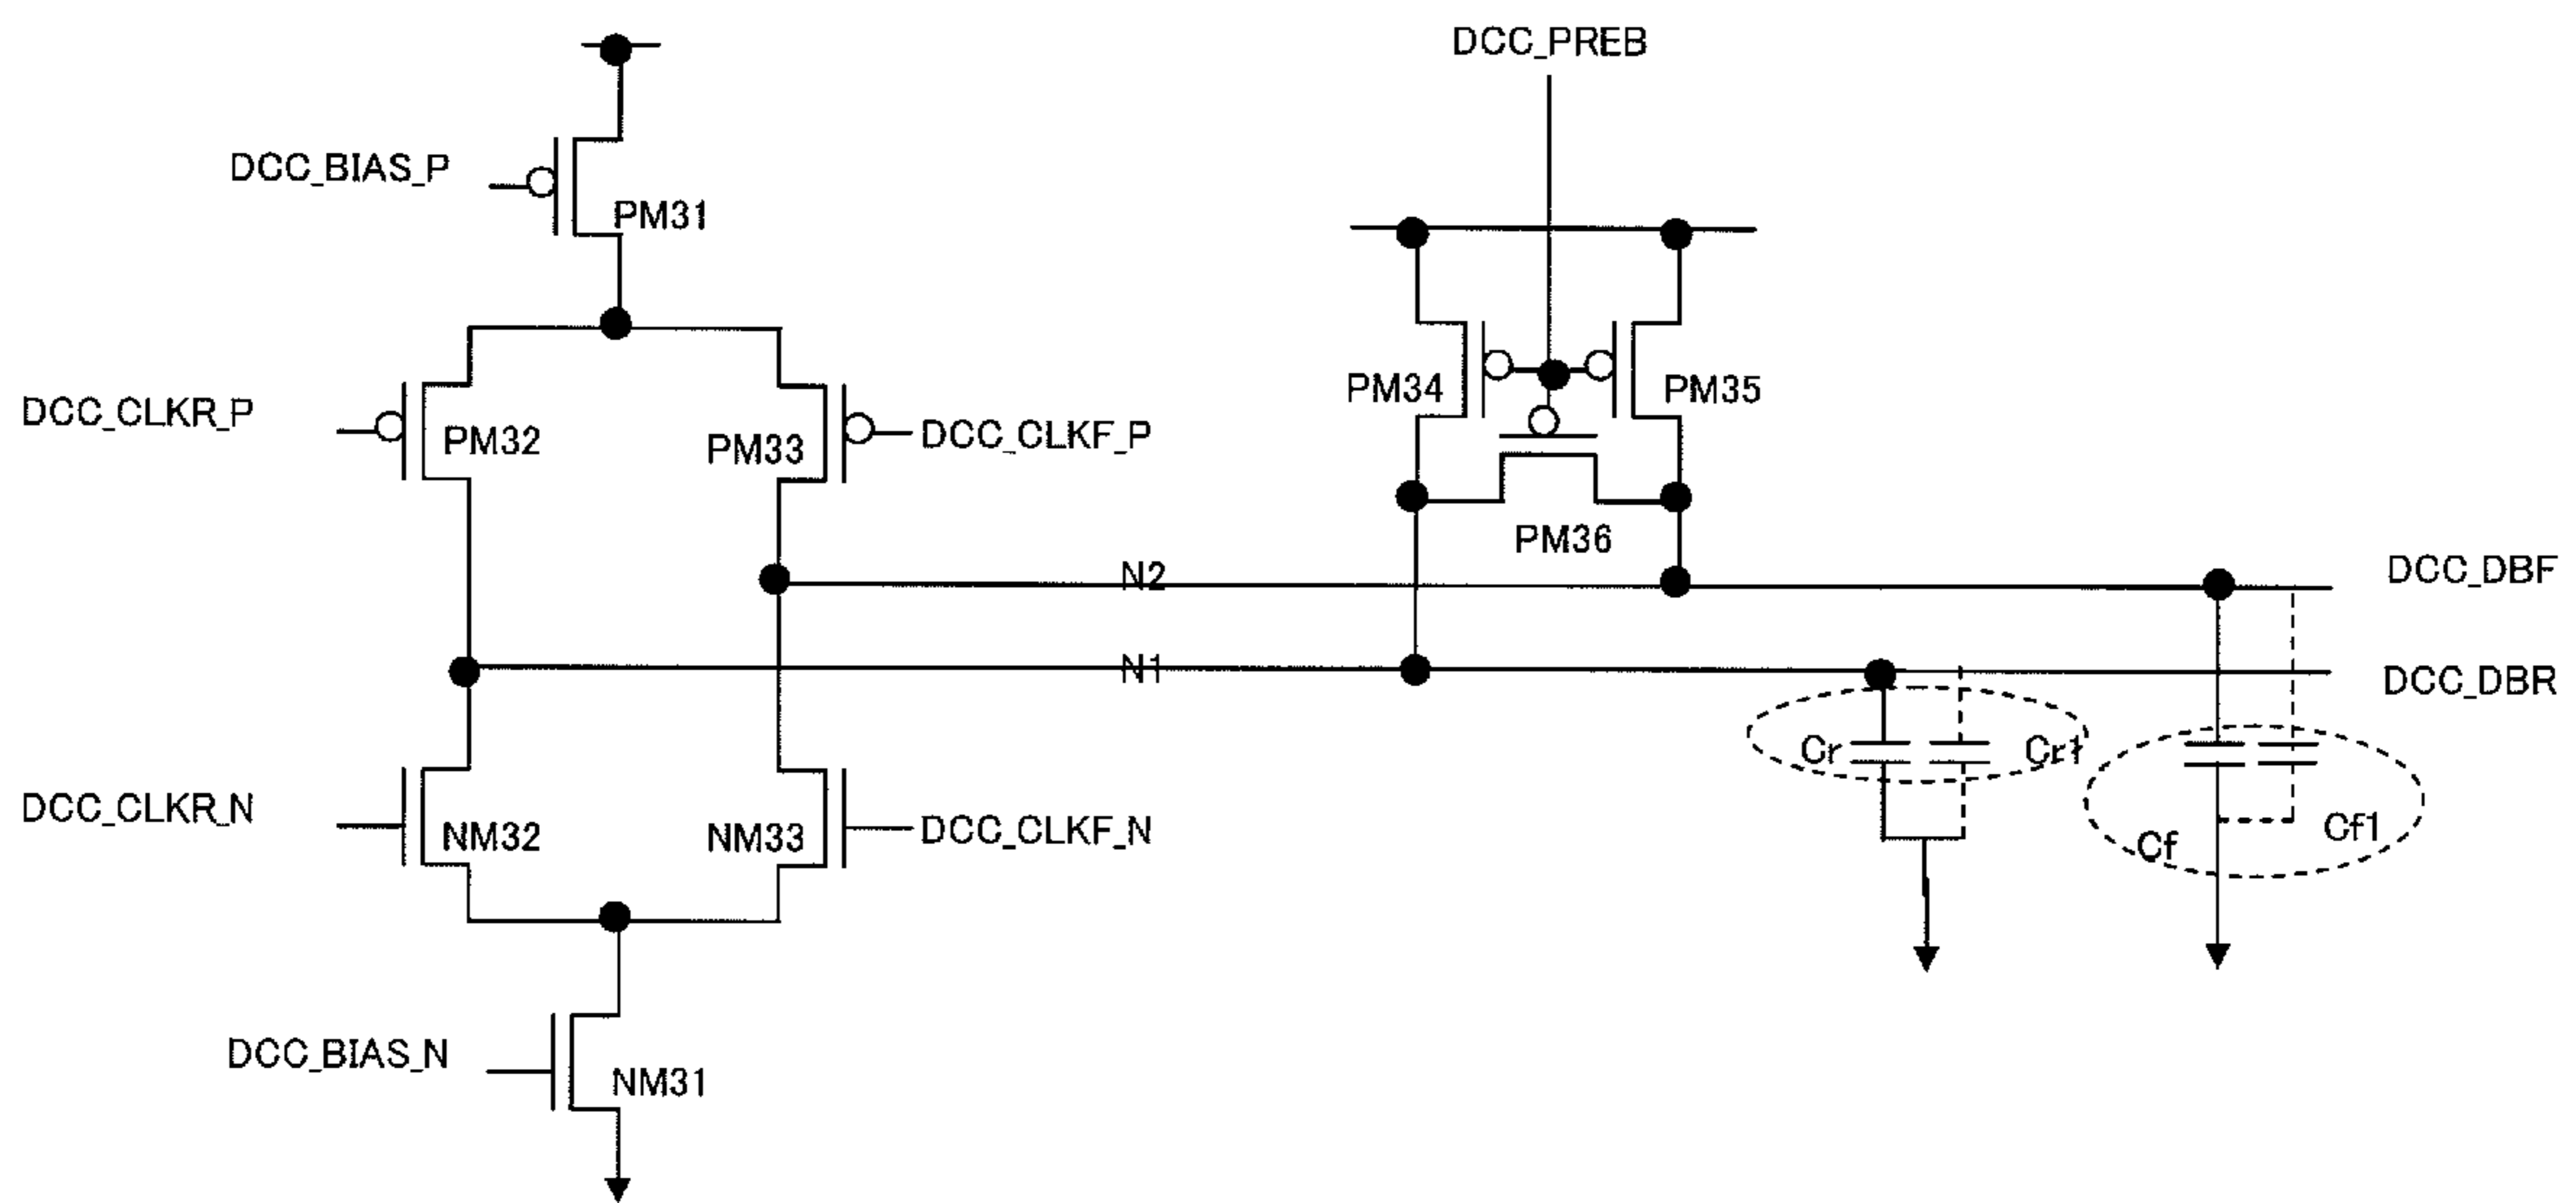 DCC_PREB
DCC_BIAS_P
PM31
PM34
PM35
DCC_CLKR_P
PM32
PM33
DCC_CLKF_P
PM36
N2
DCC_DBF
N1
DCC_DBR
Cr
Cr1
DCC_CLKR_N
NM32
NM33
DCC_CLKF_N
Cf
Cf1
DCC_BIAS_N
NM31